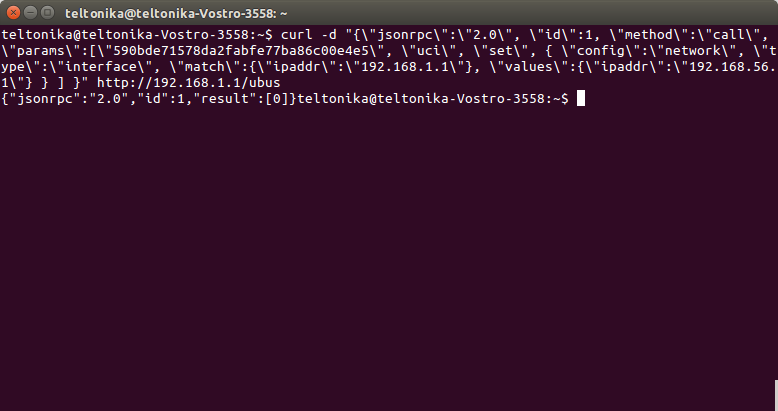 teltonika@teltonika-Vostro-3558: ~
teltonika@teltonika-Vostro-3558:~$ curl -d "{\"jsonrpc\":\"2.0\", \"id\":1, \"method\":\"call\",
\"params\":[\"590bde71578da2fabfe77ba86c00e4e5\", \"uci\", \"set\", { \"config\":\"network\", \"t
ype\":\"interface\", \"match\":{\"ipaddr\":\"192.168.1.1\"}, \"values\":{\"ipaddr\":\"192.168.56.
1\"} } ] }" http://192.168.1.1/ubus
{"jsonrpc":"2.0","id":1,"result":[0]}teltonika@teltonika-Vostro-3558:~$